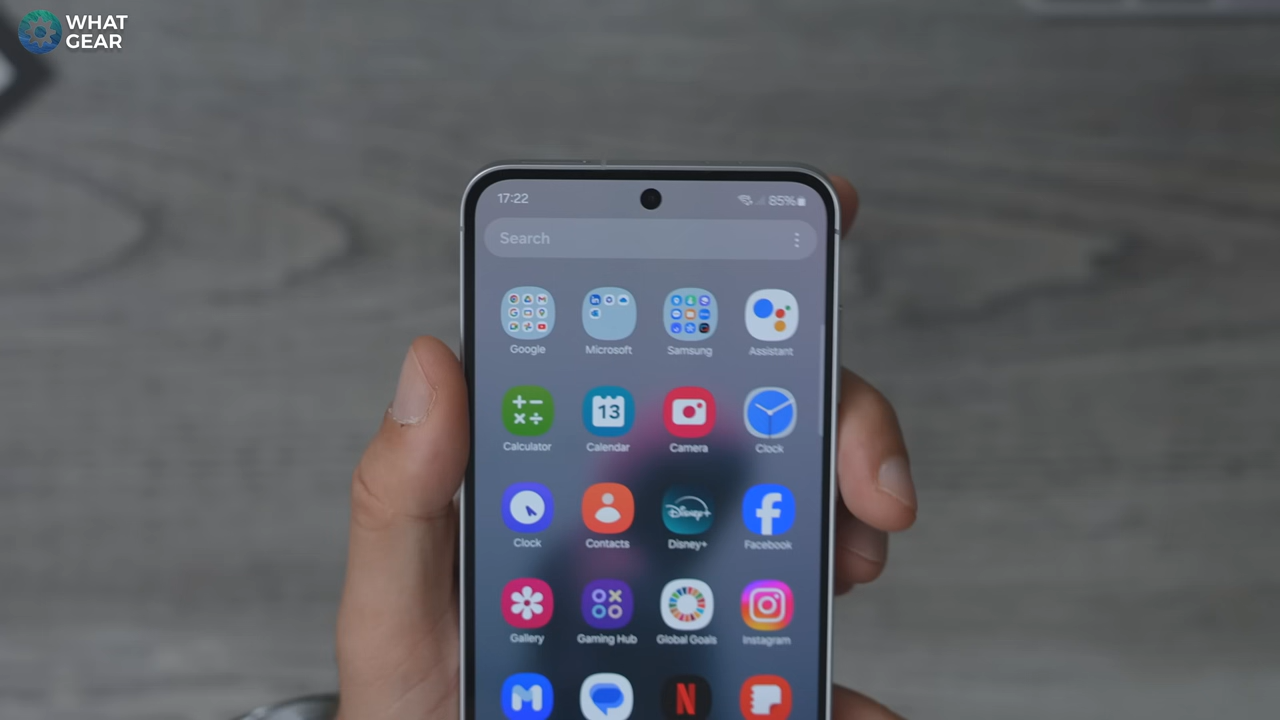 WHAT
GEAR
17:22
85%
Search
Google
Microsoft
Samsung
Assistant
13
Calculator
Calendar
Camera
Clock
Disney+
Clock
Contacts
Disney+
Facebook
Gallery
Gaming Hub
Global Goals
Instagram
N